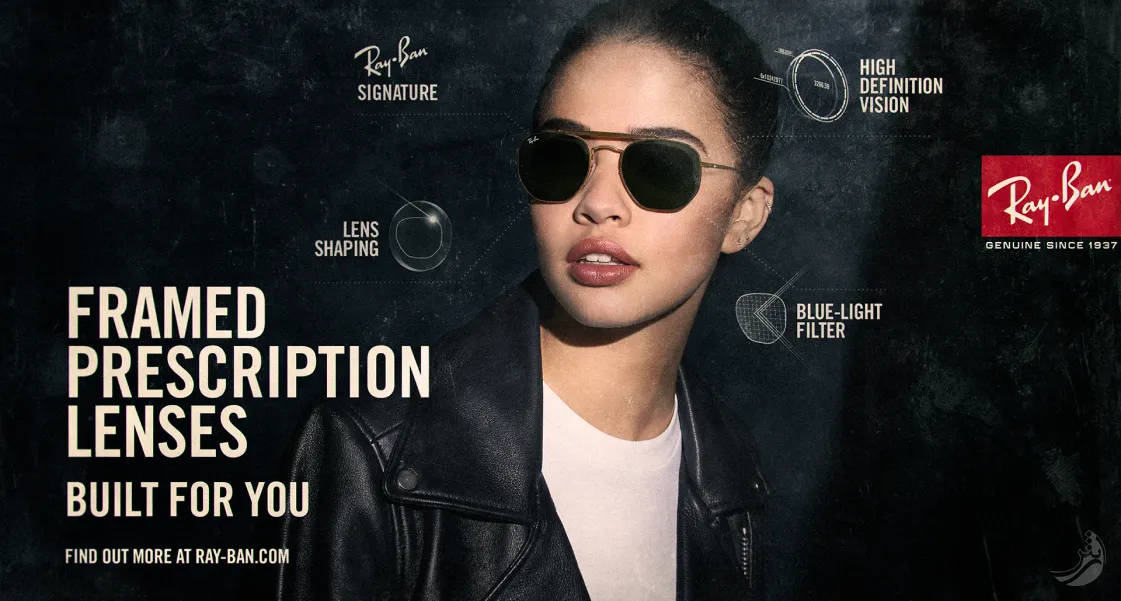 Ray-Ban
SIGNATURE
HIGH
DEFINITION
VISION
LENS
SHAPING
Ray-Ban
GENUINE SINCE 1937
BLUE-LIGHT
FILTER
FRAMED
PRESCRIPTION
LENSES
BUILT FOR YOU
FIND OUT MORE AT RAY-BAN.COM